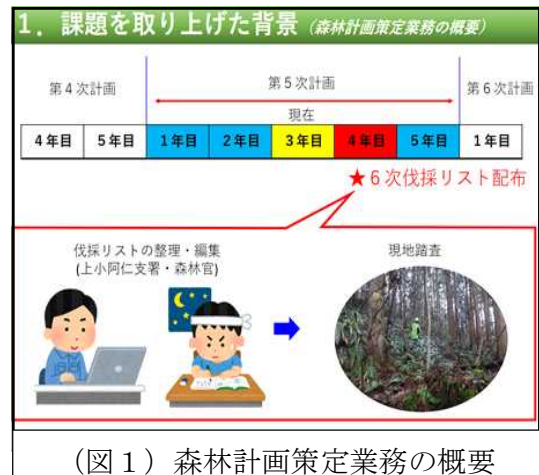 1．課題を取り上げた背景（森林計画策定業務の概要）
第4次計画　第5次計画　第6次計画
現在
4年目　5年目　1年目　2年目　3年目　4年目　5年目　1年目
★6次伐採リスト配布
伐採リストの整理・編集
(上小阿仁支署・森林官)
現地踏査
（図１）森林計画策定業務の概要